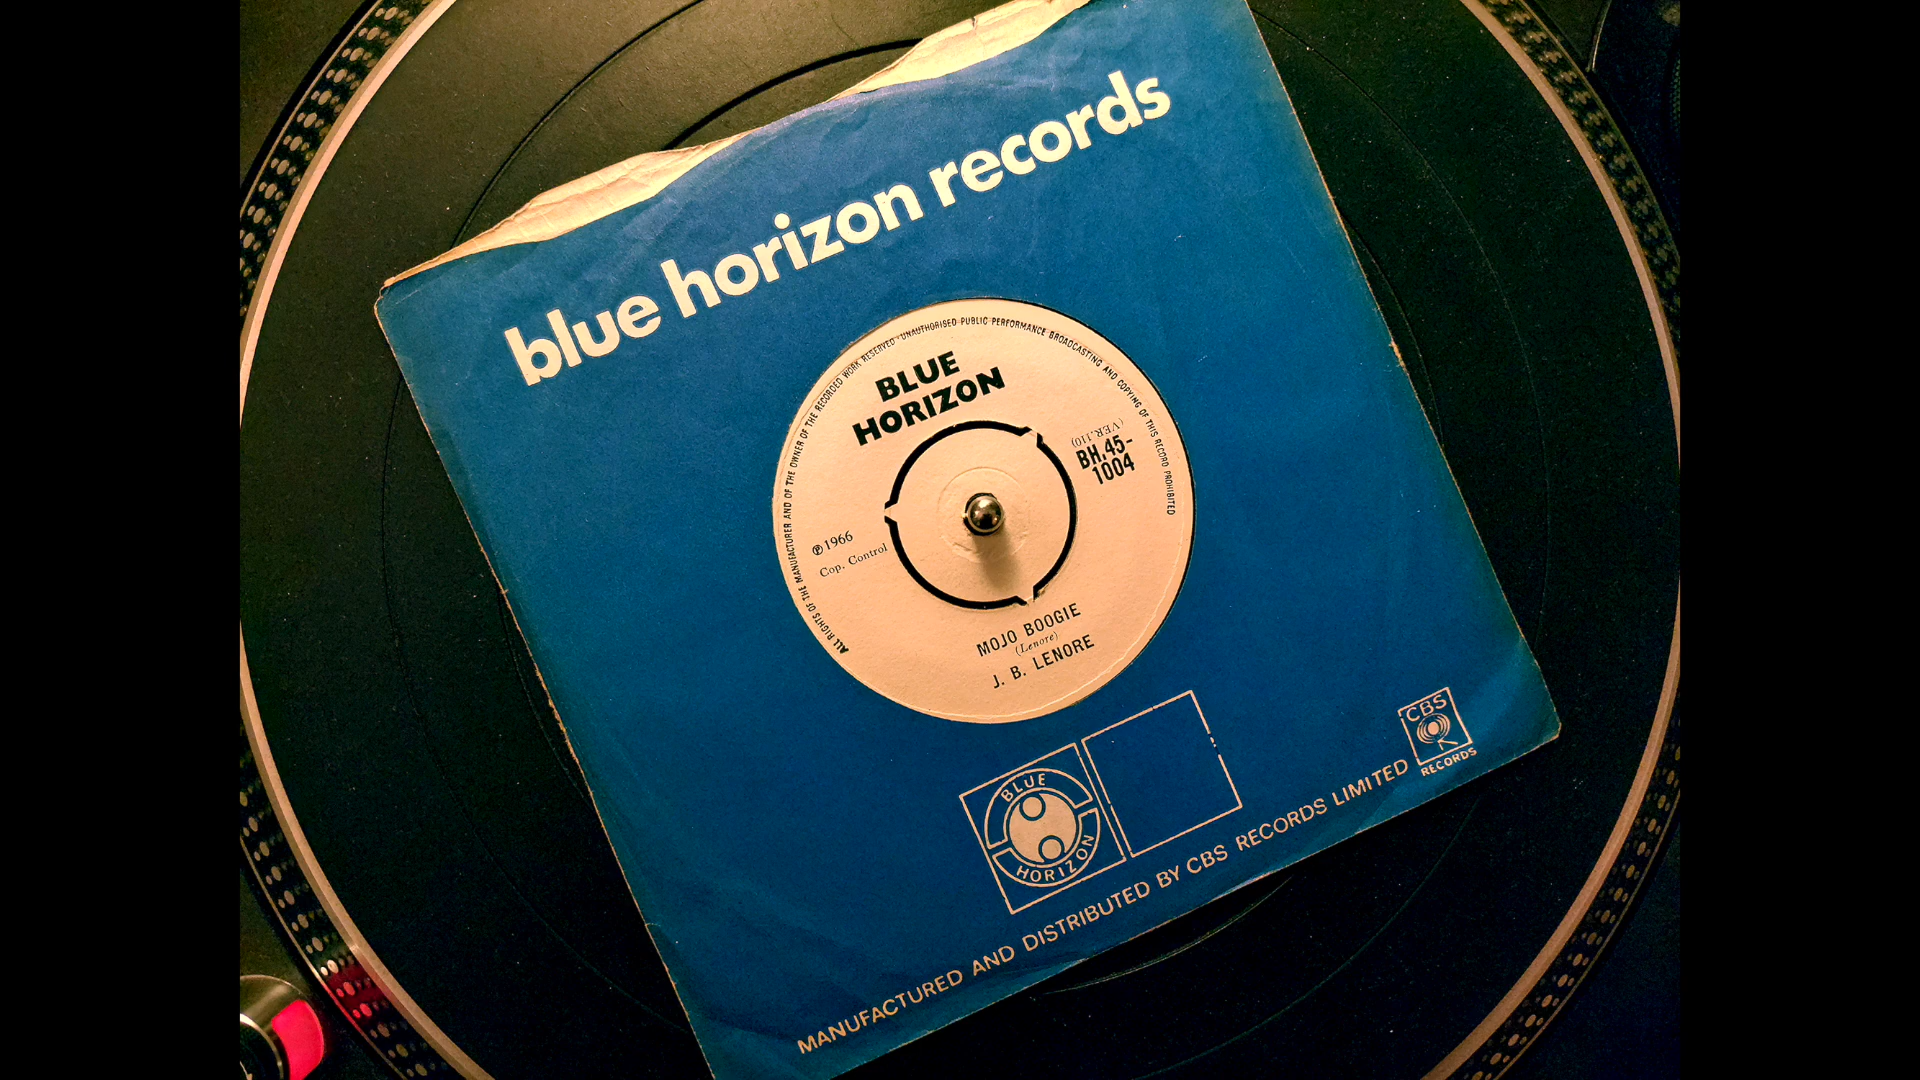 blue horizon records
ALL RIGHTS OF THE MANUFACTURER AND OF THE OWNER OF THE RECORDED WORK RESERVED · UNAUTHORISED PUBLIC PERFORMANCE BROADCASTING AND COPYING OF THIS RECORD PROHIBITED
BLUE
HORIZON
(VER.110)
BH.45-
1004
℗ 1966
Cop. Control
MOJO BOOGIE
(Lenore)
J. B. LENORE
BLUE
HORIZON
CBS
RECORDS
MANUFACTURED AND DISTRIBUTED BY CBS RECORDS LIMITED